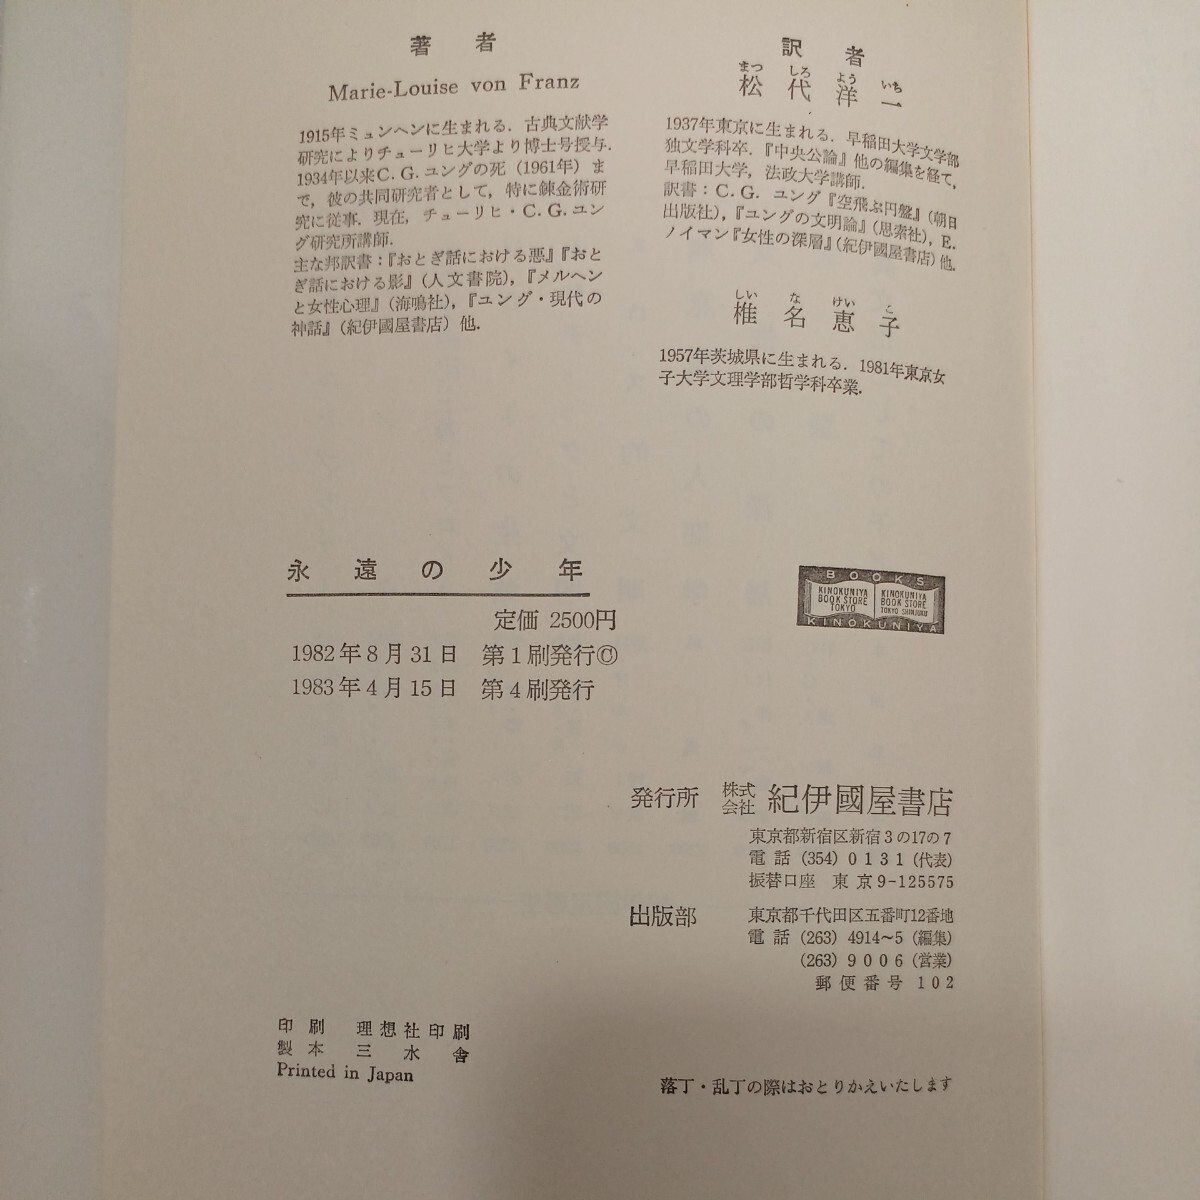 著者
Marie-Louise von Franz
1915年ミュンヘンに生まれる．古典文献学
研究によりチューリヒ大学より博士号授与．
1934年以来C. G. ユングの死（1961年）ま
で，彼の共同研究者として，特に錬金術研
究に従事．現在，チューリヒ・C. G. ユン
グ研究所講師．
主な邦訳書：『おとぎ話における悪』『おと
ぎ話における影』（人文書院），『メルヘン
と女性心理』（海鳴社），『ユング・現代の
神話』（紀伊國屋書店）他．
訳者
まつ しろ よう いち
松代洋一
1937年東京に生まれる．早稲田大学文学部
独文学科卒．『中央公論』他の編集を経て，
早稲田大学，法政大学講師．
訳書：C. G. ユング『空飛ぶ円盤』（朝日
出版社），『ユングの文明論』（思索社），E.
ノイマン『女性の深層』（紀伊國屋書店）他．
しい な けい こ
椎名恵子
1957年茨城県に生まれる．1981年東京女
子大学文理学部哲学科卒業．
永遠の少年
定価 2500円
1982年8月31日 第1刷発行©
1983年4月15日 第4刷発行
BOOKS
KINOKUNIYA
BOOK STORE
TOKYO
KINOKUNIYA
BOOK STORE
TOKYO SHINJUKU
KINOKUNIYA
発行所 株式会社 紀伊國屋書店
東京都新宿区新宿3の17の7
電話 (354) 0131 (代表)
振替口座 東京9-125575
出版部 東京都千代田区五番町12番地
電話 (263) 4914～5 (編集)
(263) 9006 (営業)
郵便番号 102
印刷 理想社印刷
製本 三水舎
Printed in Japan
落丁・乱丁の際はおとりかえいたします